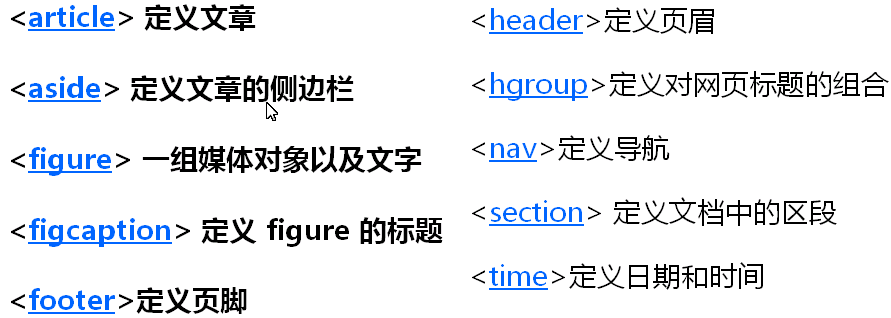 <article> 定义文章
<aside> 定义文章的侧边栏
<figure> 一组媒体对象以及文字
<figcaption> 定义 figure 的标题
<footer>定义页脚
<header>定义页眉
<hgroup>定义对网页标题的组合
<nav>定义导航
<section> 定义文档中的区段
<time>定义日期和时间